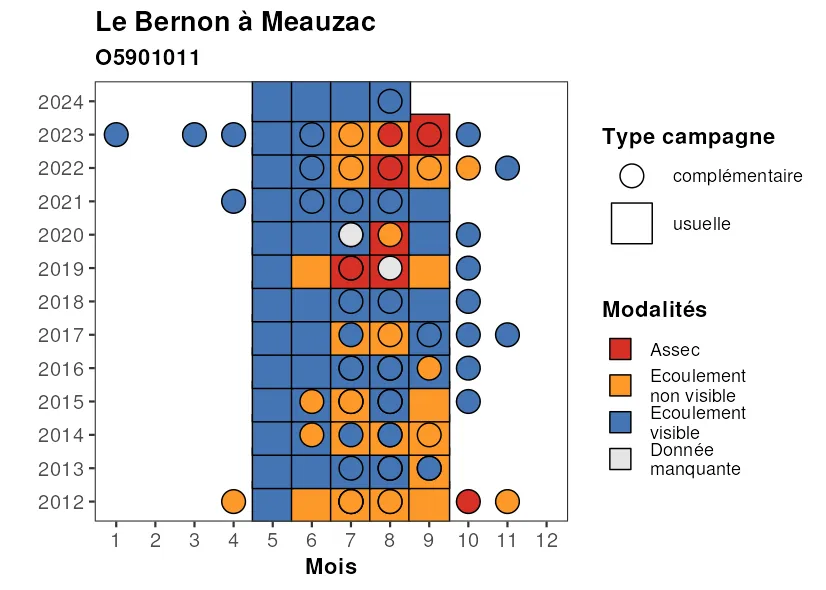 Le Bernon à Meauzac
O5901011
2024
2023
2022
2021
2020
2019
2018
2017
2016
2015
2014
2013
2012
1 2 3 4 5 6 7 8 9 10 11 12
Mois
Type campagne
complémentaire
usuelle
Modalités
Assec
Ecoulement
non visible
Ecoulement
visible
Donnée
manquante